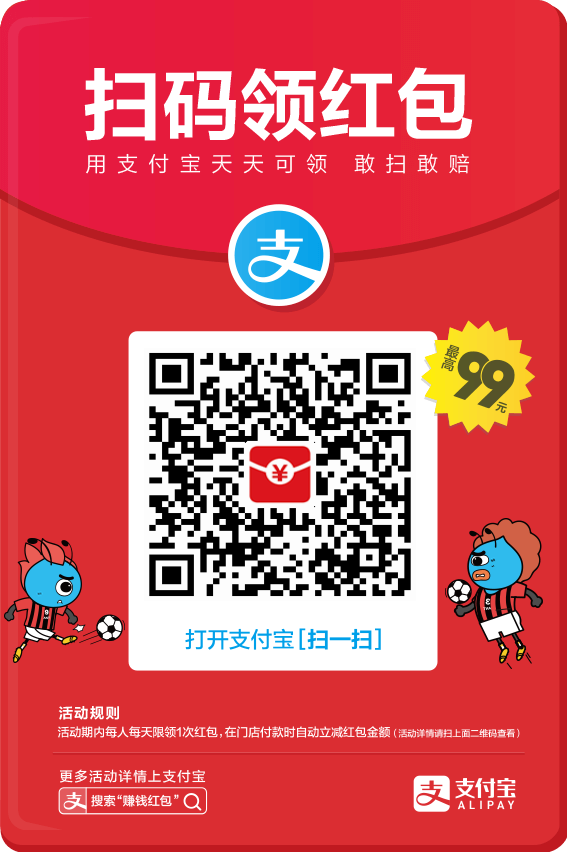 扫码领红包
用支付宝天天可领 敢扫敢赔
支
最高
99
元
¥
打开支付宝[扫一扫]
活动规则
活动期内每人每天限领1次红包，在门店付款时自动立减红包金额（活动详情请扫上面二维码查看）
更多活动详情上支付宝
支 搜索“赚钱红包”
支 支付宝
ALIPAY